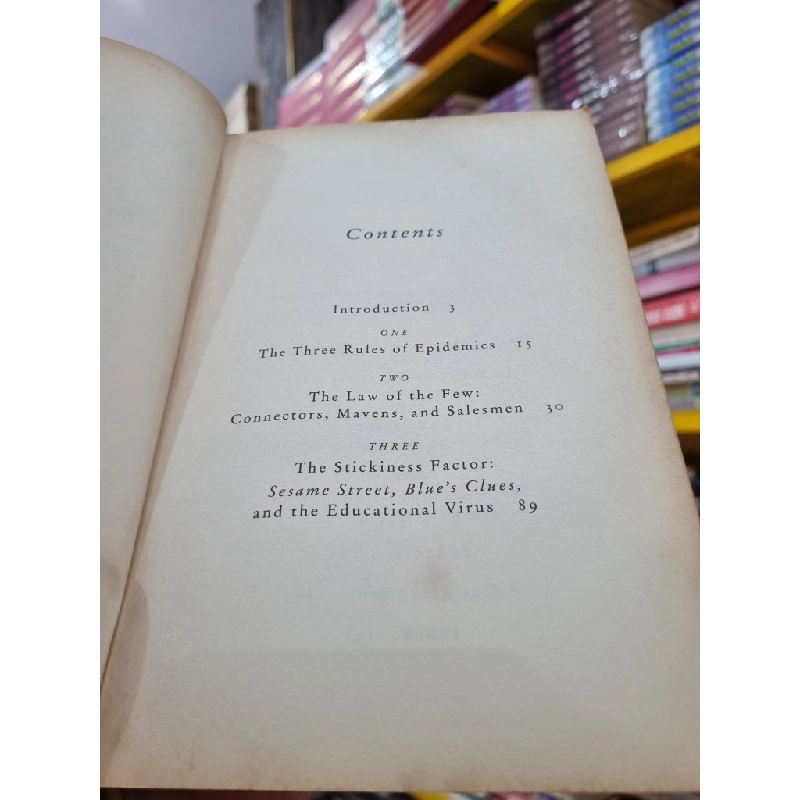 Contents
Introduction 3
ONE
The Three Rules of Epidemics 15
TWO
The Law of the Few:
Connectors, Mavens, and Salesmen 30
THREE
The Stickiness Factor:
Sesame Street, Blue's Clues,
and the Educational Virus 89